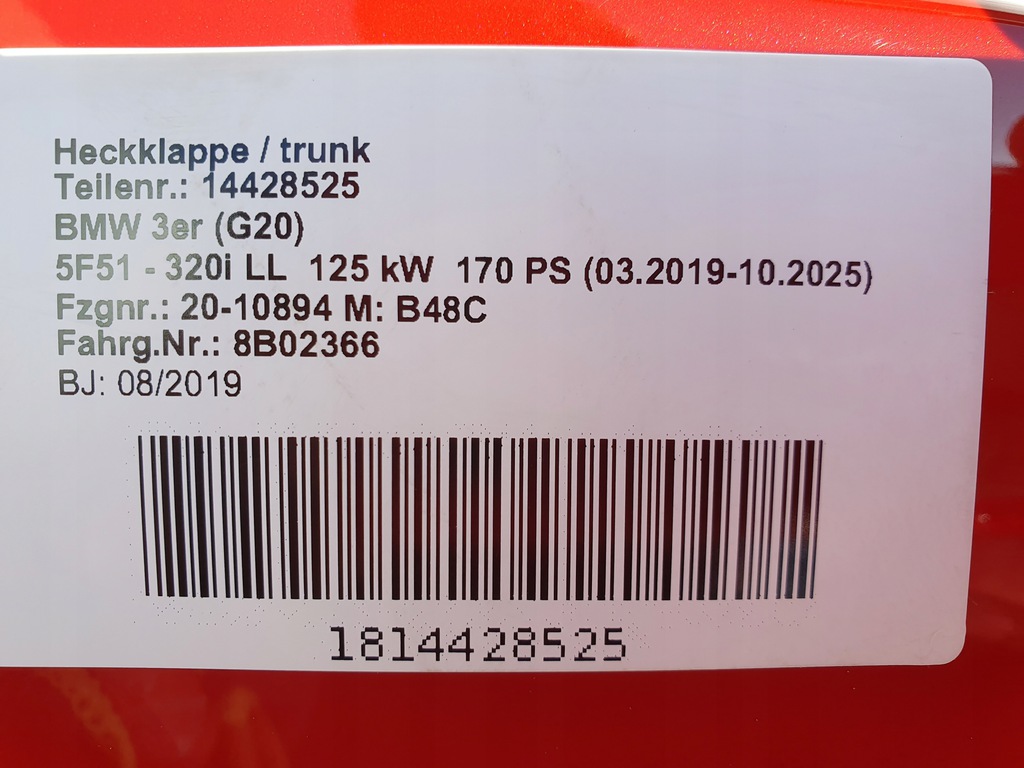 Heckklappe / trunk
Teilenr.: 14428525
BMW 3er (G20)
5F51 - 320i LL 125 kW 170 PS (03.2019-10.2025)
Fzgnr.: 20-10894 M: B48C
Fahrg.Nr.: 8B02366
BJ: 08/2019
1814428525